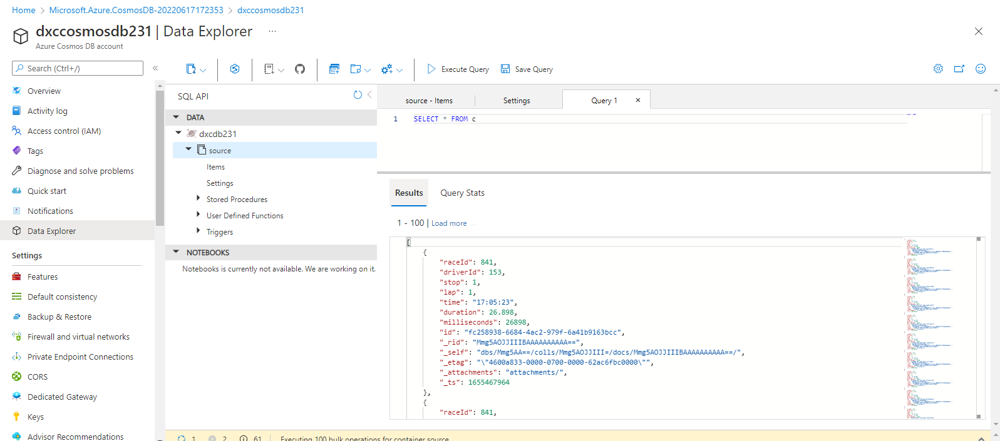 Home > Microsoft.Azure.CosmosDB-20220617172353 > dxccosmosdb231
dxccosmosdb231 | Data Explorer ...
Azure Cosmos DB account
Search (Ctrl+/)
«
Overview
Activity log
Access control (IAM)
Tags
Diagnose and solve problems
Quick start
Notifications
Data Explorer
Settings
Features
Default consistency
Backup & Restore
Firewall and virtual networks
Private Endpoint Connections
CORS
Dedicated Gateway
Keys
Advisor Recommendations
Execute Query
Save Query
SQL API
DATA
dxcdb231
source
Items
Settings
Stored Procedures
User Defined Functions
Triggers
NOTEBOOKS
Notebooks is currently not available. We are working on it.
source - Items
Settings
Query 1
1 SELECT * FROM c
Results
Query Stats
1 - 100 | Load more
[
{
"raceId": 841,
"driverId": 153,
"stop": 1,
"lap": 1,
"time": "17:05:23",
"duration": 26.898,
"milliseconds": 26898,
"id": "fc258938-6684-4ac2-979f-6a41b9163bcc",
"_rid": "Mmg5AOJJIIIBAAAAAAAAAA==",
"_self": "dbs/Mmg5AA==/colls/Mmg5AOJJIII=/docs/Mmg5AOJJIIIBAAAAAAAAAA==/",
"_etag": "\"4600a833-0000-0700-0000-62ac6fbc0000\"",
"_attachments": "attachments/",
"_ts": 1655467964
},
{
"raceId": 841,
1 2 61 Executing 100 bulk operations for container source